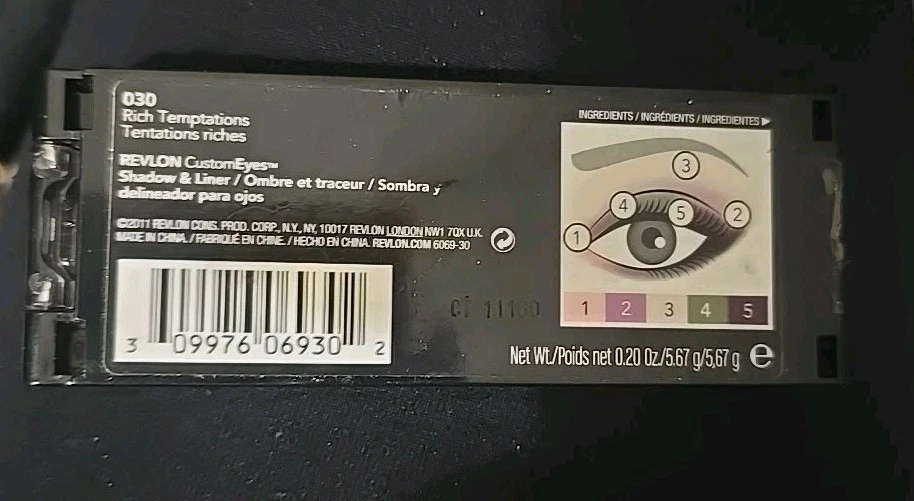 030
Rich Temptations
Tentations riches
REVLON CustomEyes™
Shadow & Liner / Ombre et traceur / Sombra y
delineador para ojos
©2011 REVLON CONS. PROD. CORP., N.Y., NY, 10017 REVLON LONDON NW1 7QX U.K.
MADE IN CHINA. / FABRIQUÉ EN CHINE. / HECHO EN CHINA. REVLON.COM 6069-30
3 09976 06930 2
INGREDIENTS / INGRÉDIENTS / INGREDIENTES ▶
3
4 5 2
1
1 2 3 4 5
Net Wt./Poids net 0.20 Oz./5.67 g/5,67 g e